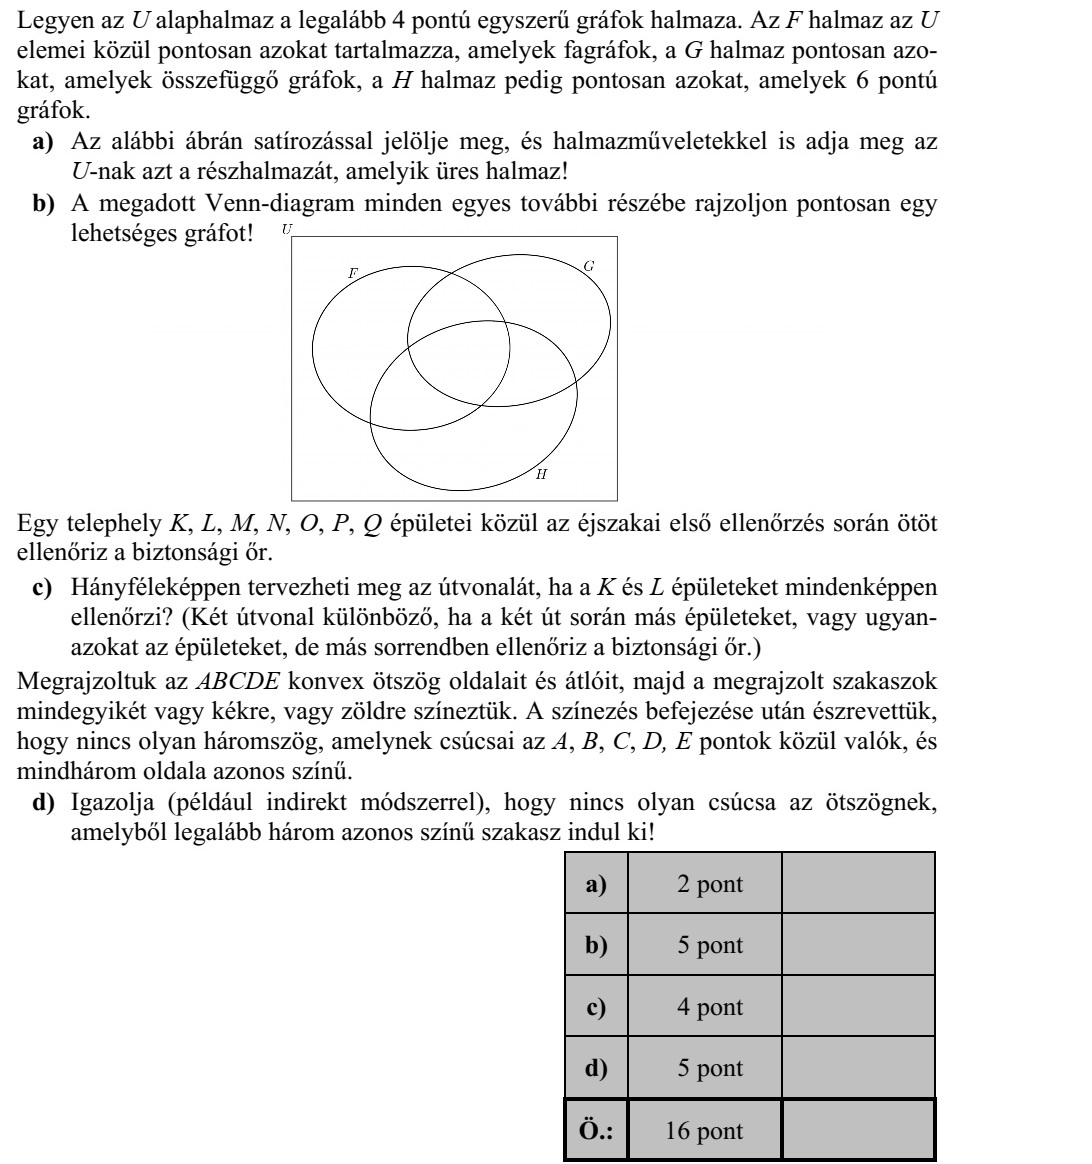 Legyen az U alaphalmaz a legalább 4 pontú egyszerű gráfok halmaza. Az F halmaz az U
elemei közül pontosan azokat tartalmazza, amelyek fagráfok, a G halmaz pontosan azo-
kat, amelyek összefüggő gráfok, a H halmaz pedig pontosan azokat, amelyek 6 pontú
gráfok.
a) Az alábbi ábrán satírozással jelölje meg, és halmazműveletekkel is adja meg az
U-nak azt a részhalmazát, amelyik üres halmaz!
b) A megadott Venn-diagram minden egyes további részébe rajzoljon pontosan egy
lehetséges gráfot!
U
F
G
H
Egy telephely K, L, M, N, O, P, Q épületei közül az éjszakai első ellenőrzés során ötöt
ellenőriz a biztonsági őr.
c) Hányféleképpen tervezheti meg az útvonalát, ha a K és L épületeket mindenképpen
ellenőrzi? (Két útvonal különböző, ha a két út során más épületeket, vagy ugyan-
azokat az épületeket, de más sorrendben ellenőriz a biztonsági őr.)
Megrajzoltuk az ABCDE konvex ötszög oldalait és átlóit, majd a megrajzolt szakaszok
mindegyikét vagy kékre, vagy zöldre színeztük. A színezés befejezése után észrevettük,
hogy nincs olyan háromszög, amelynek csúcsai az A, B, C, D, E pontok közül valók, és
mindhárom oldala azonos színű.
d) Igazolja (például indirekt módszerrel), hogy nincs olyan csúcsa az ötszögnek,
amelyből legalább három azonos színű szakasz indul ki!
a) 2 pont
b) 5 pont
c) 4 pont
d) 5 pont
Ö.: 16 pont